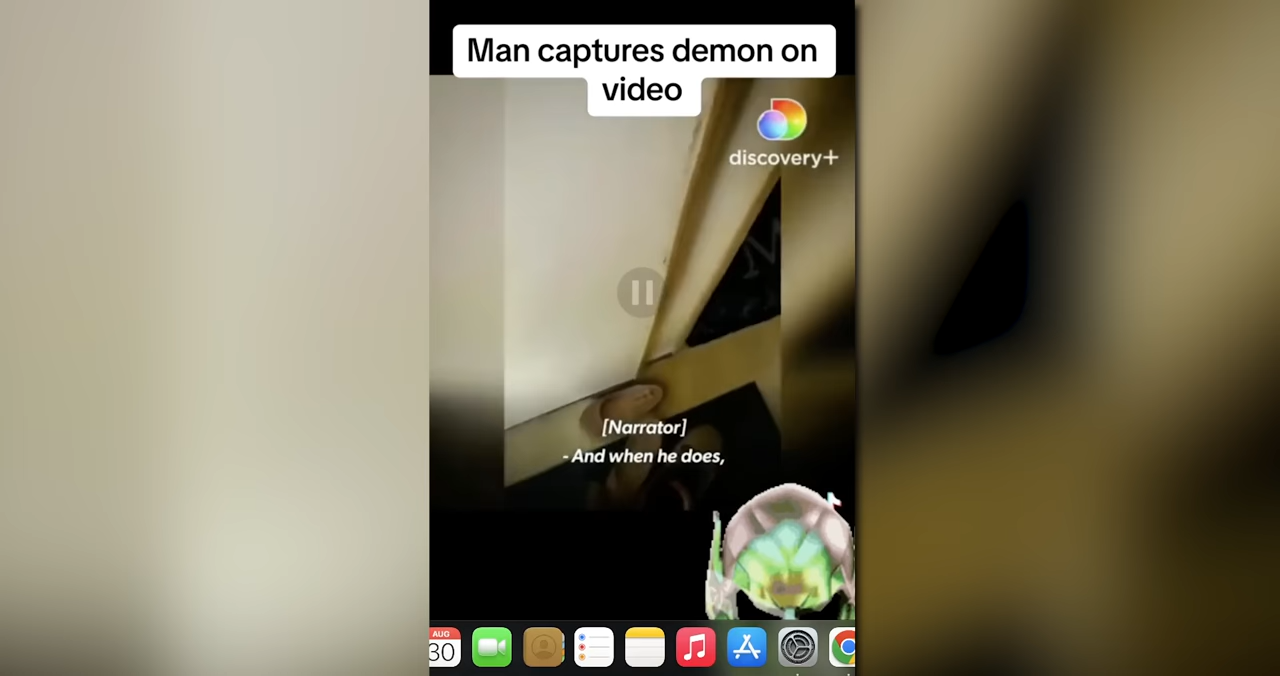 Man captures demon on
video
discovery+
[Narrator]
- And when he does,
AUG
30